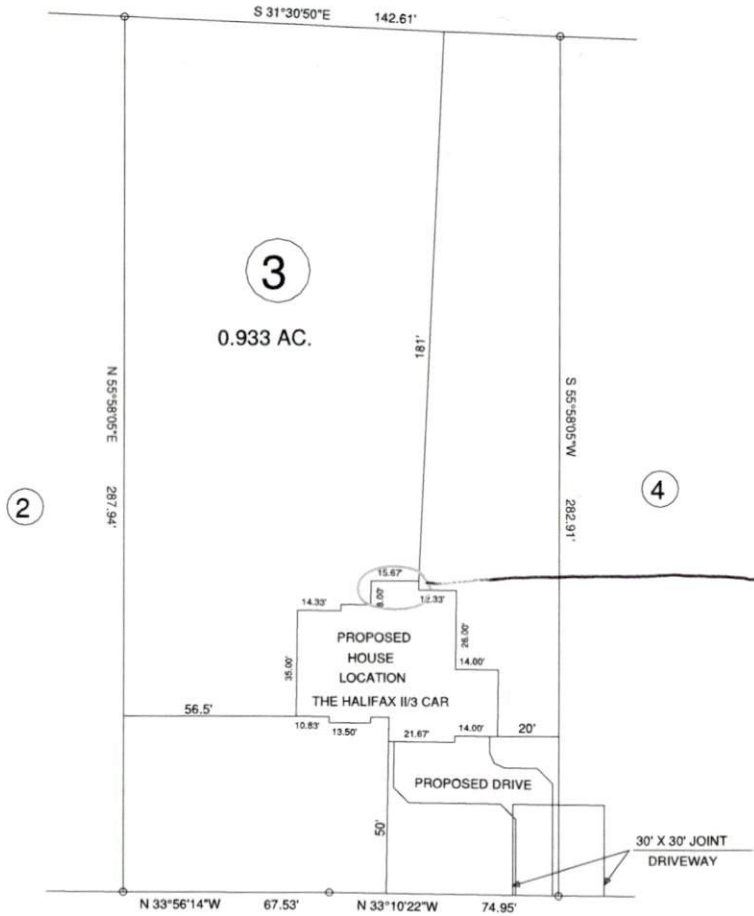 S 31°30'50"E 142.61'
3
0.933 AC.
181'
N 55°58'05"E 287.94'
S 55°58'05"W 282.91'
2
4
15.67'
14.33'
8.00'
12.33'
PROPOSED
HOUSE
LOCATION
THE HALIFAX II/3 CAR
26.00'
14.00'
35.00'
56.5'
10.83'
13.50'
21.67'
14.00'
20'
PROPOSED DRIVE
50'
30' X 30' JOINT
DRIVEWAY
N 33°56'14"W 67.53' N 33°10'22"W 74.95'